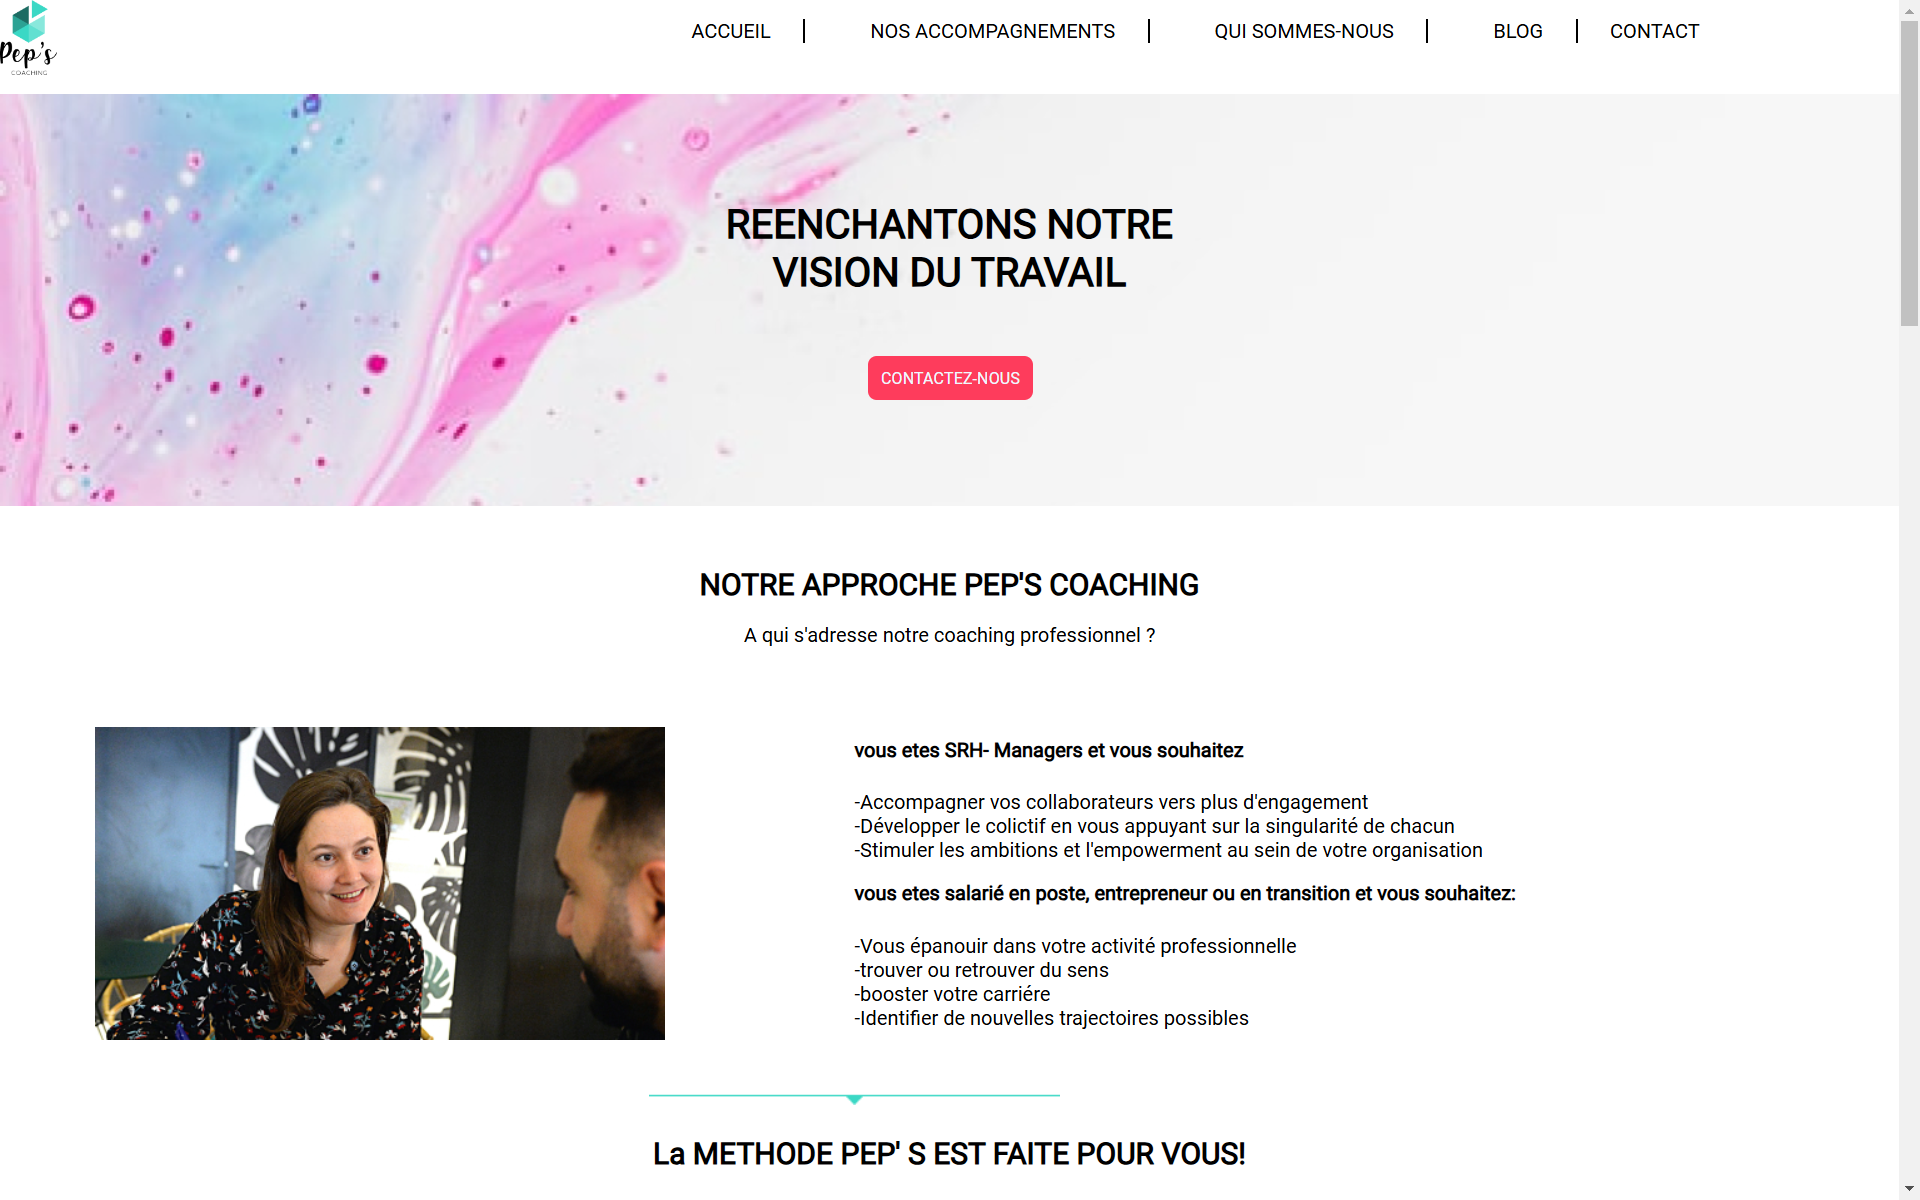 Pep's
COACHING
ACCUEIL
NOS ACCOMPAGNEMENTS
QUI SOMMES-NOUS
BLOG
CONTACT
REENCHANTONS NOTRE
VISION DU TRAVAIL
CONTACTEZ-NOUS
NOTRE APPROCHE PEP'S COACHING
A qui s'adresse notre coaching professionnel ?
vous etes SRH- Managers et vous souhaitez
-Accompagner vos collaborateurs vers plus d'engagement
-Développer le colictif en vous appuyant sur la singularité de chacun
-Stimuler les ambitions et l'empowerment au sein de votre organisation
vous etes salarié en poste, entrepreneur ou en transition et vous souhaitez:
-Vous épanouir dans votre activité professionnelle
-trouver ou retrouver du sens
-booster votre carriére
-Identifier de nouvelles trajectoires possibles
La METHODE PEP' S EST FAITE POUR VOUS!